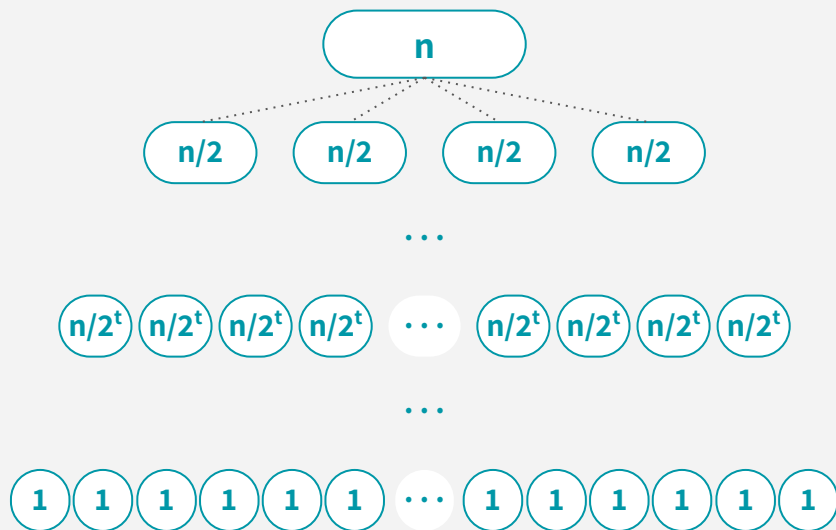 n
n/2 n/2 n/2 n/2
...
n/2ᵗ n/2ᵗ n/2ᵗ n/2ᵗ ... n/2ᵗ n/2ᵗ n/2ᵗ n/2ᵗ
...
1 1 1 1 1 1 ... 1 1 1 1 1 1